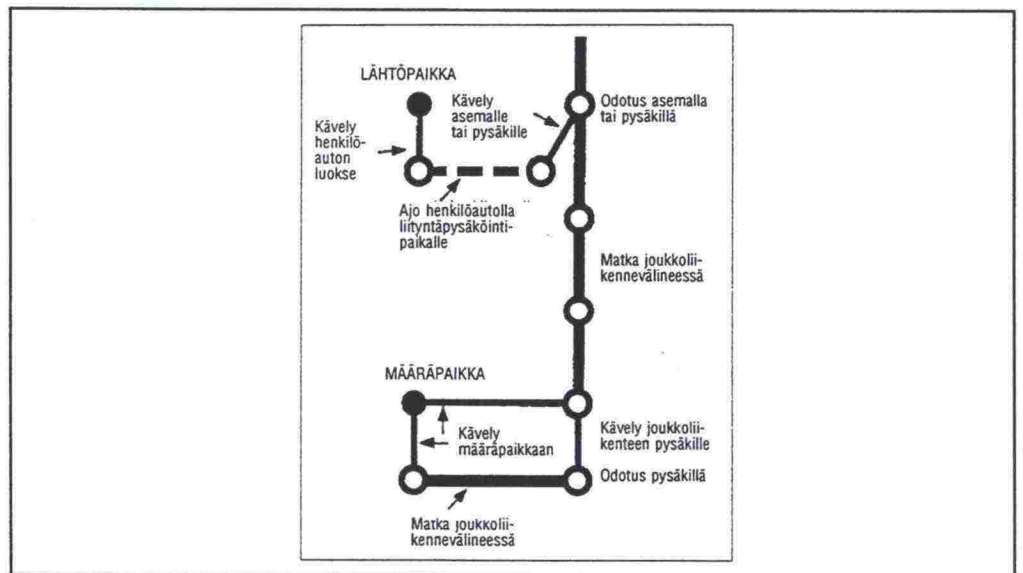 LÄHTÖPAIKKA
Kävely
henkilö-
auton
luokse
Kävely
asemalle
tai pysäkille
Odotus asemalla
tai pysäkillä
Ajo henkilöautolla
liityntäpysäköinti-
paikalle
Matka joukkolii-
kennevälineessä
MÄÄRÄPAIKKA
Kävely
määräpaikkaan
Kävely joukkolii-
kenteen pysäkille
Odotus pysäkillä
Matka joukkolii-
kennevälineessä